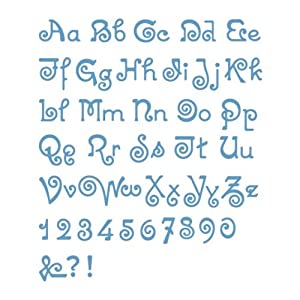 Aa Bb Cc Dd Ee
Ff Gg Hh Ii Jj Kk
Ll Mm Nn Oo Pp
Qq Rr Ss Tt Uu
Vv Ww Xx Yy Zz
1234567890
&?!